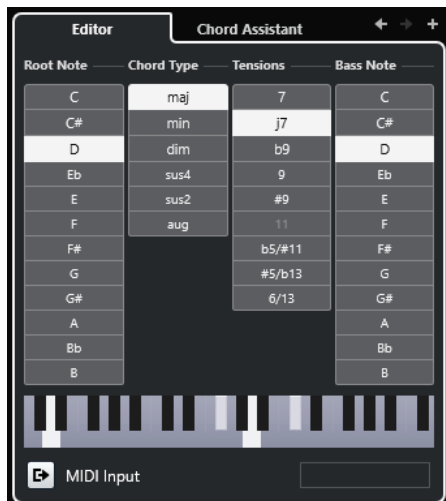 Editor Chord Assistant
Root Note Chord Type Tensions Bass Note
C maj 7 C
C# min j7 C#
D dim b9 D
Eb sus4 9 Eb
E sus2 #9 E
F aug 11 F
F# b5/#11 F#
G #5/b13 G
G# 6/13 G#
A A
Bb Bb
B B
MIDI Input